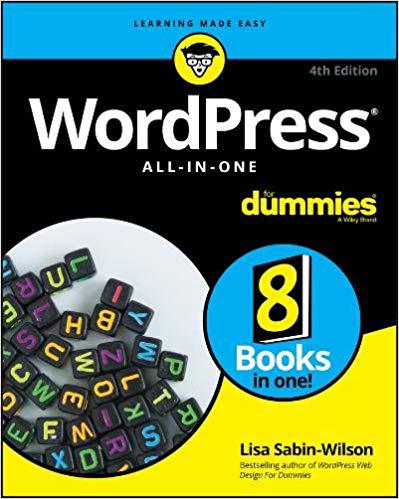 LEARNING MADE EASY
4th Edition
WordPress®
ALL-IN-ONE
for
dummies®
A Wiley Brand
8
Books
in one!
Lisa Sabin-Wilson
Bestselling author of WordPress Web
Design For Dummies